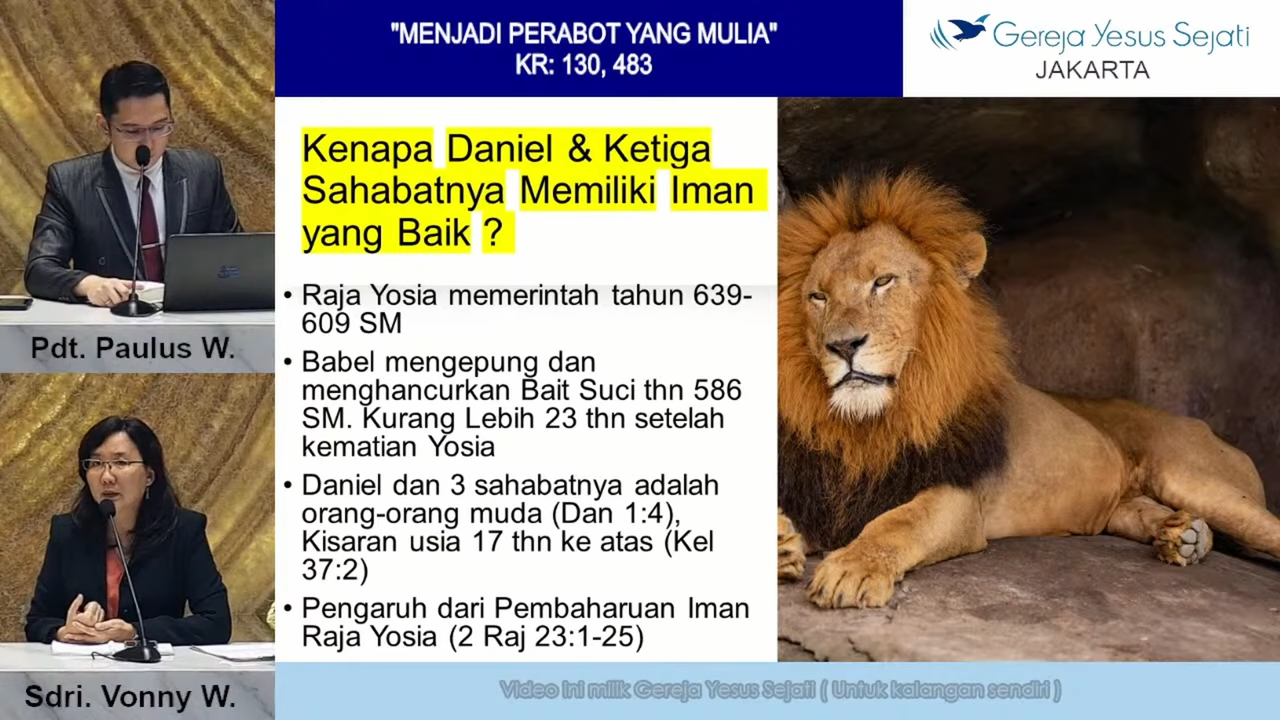 "MENJADI PERABOT YANG MULIA"
KR: 130, 483
Gereja Yesus Sejati
JAKARTA
Kenapa Daniel & Ketiga
Sahabatnya Memiliki Iman
yang Baik ?
• Raja Yosia memerintah tahun 639-
609 SM
• Babel mengepung dan
menghancurkan Bait Suci thn 586
SM. Kurang Lebih 23 thn setelah
kematian Yosia
• Daniel dan 3 sahabatnya adalah
orang-orang muda (Dan 1:4),
Kisaran usia 17 thn ke atas (Kel
37:2)
• Pengaruh dari Pembaharuan Iman
Raja Yosia (2 Raj 23:1-25)
Pdt. Paulus W.
Sdri. Vonny W.
Video ini milik Gereja Yesus Sejati ( Untuk kalangan sendiri )